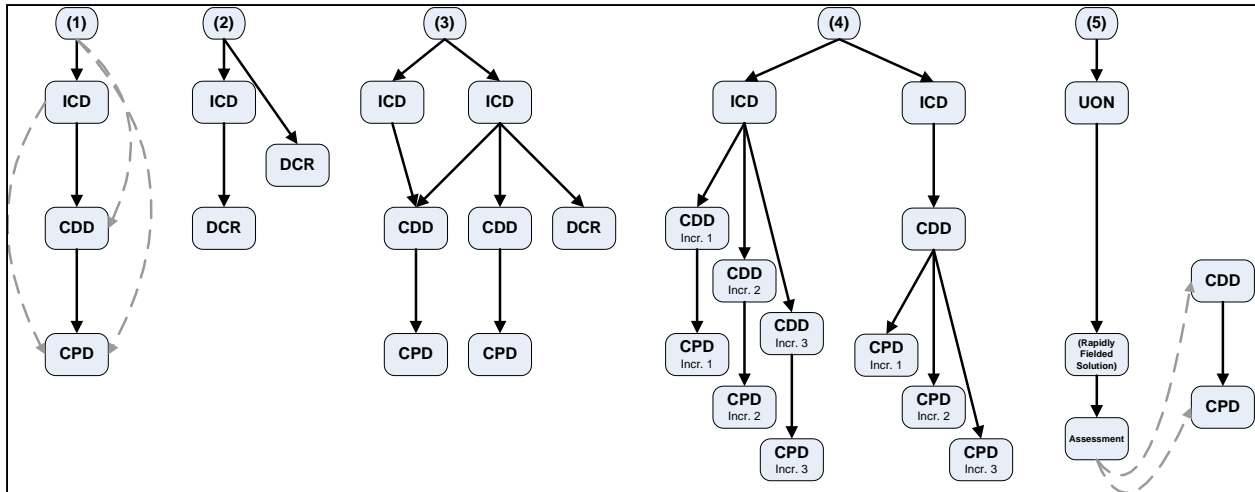 (1)
ICD
CDD
CPD
(2)
ICD
DCR
DCR
(3)
ICD
ICD
CDD
CDD
DCR
CPD
CPD
(4)
ICD
CDD
Incr. 1
CDD
Incr. 2
CDD
Incr. 3
CPD
Incr. 1
CPD
Incr. 2
CPD
Incr. 3
ICD
CDD
CPD
Incr. 1
CPD
Incr. 2
CPD
Incr. 3
(5)
UON
(Rapidly
Fielded
Solution)
Assessment
CDD
CPD